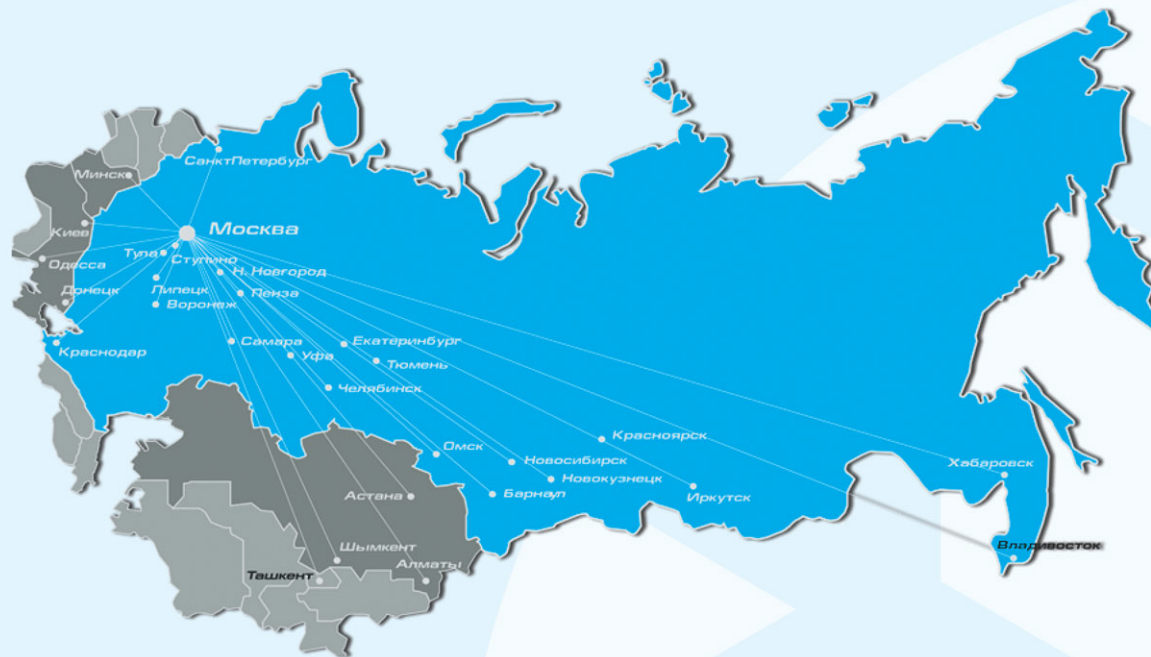 СанктПетербург
Минск
Москва
Киев
Тула
Ступино
Одесса
Н. Новгород
Донецк
Липецк
Пенза
Воронеж
Краснодар
Самара
Екатеринбург
Уфа
Тюмень
Челябинск
Красноярск
Омск
Новосибирск
Хабаровск
Новокузнецк
Астана
Барнаул
Иркутск
Владивосток
Шымкент
Алматы
Ташкент